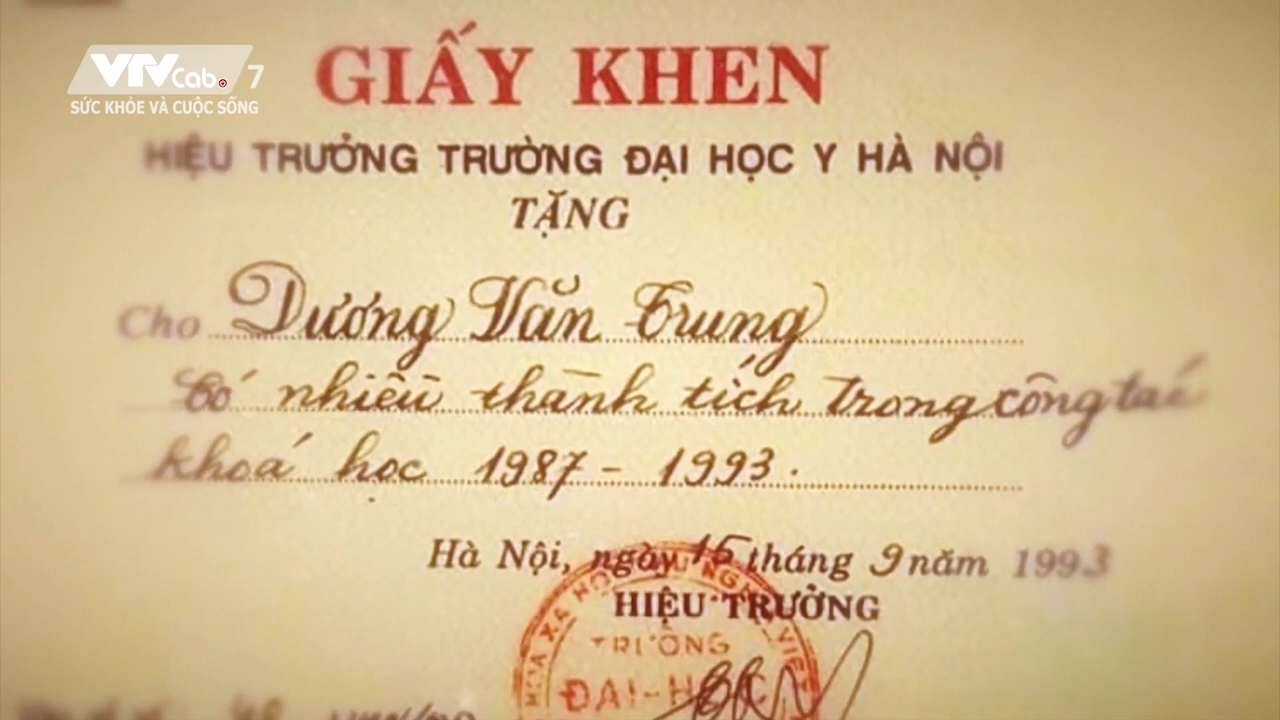 VTVCab 7
SỨC KHỎE VÀ CUỘC SỐNG
GIẤY KHEN
HIỆU TRƯỞNG TRƯỜNG ĐẠI HỌC Y HÀ NỘI
TẶNG
Cho Dương Văn Trung
Có nhiều thành tích trong công tác
khoá học 1987 - 1993.
Hà Nội, ngày 15 tháng 9 năm 1993
HIỆU TRƯỞNG
TRƯỜNG
ĐẠI-HỌC